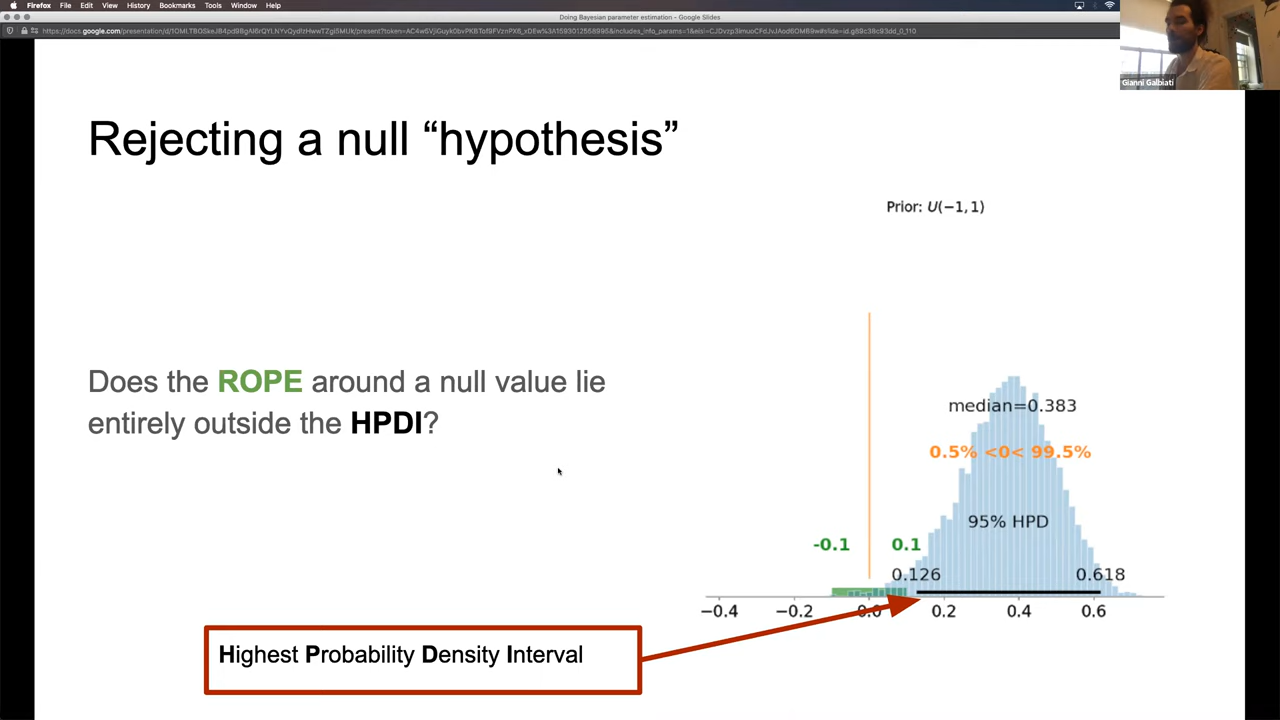 Firefox File Edit View History Bookmarks Tools Window Help
Doing Bayesian parameter estimation - Google Slides
Gianni Galbiati
Rejecting a null “hypothesis”
Prior: U(−1, 1)
Does the ROPE around a null value lie
entirely outside the HPDI?
median=0.383
0.5% <0< 99.5%
95% HPD
-0.1 0.1
0.126 0.618
−0.4 −0.2 0.0 0.2 0.4 0.6
Highest Probability Density Interval